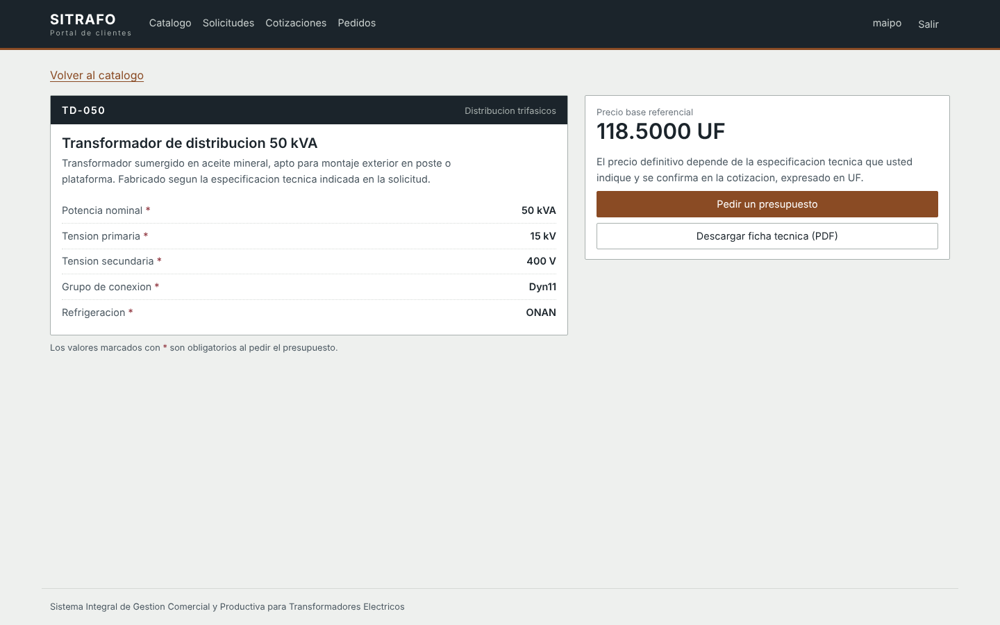 SITRAFO
Portal de clientes
Catalogo
Solicitudes
Cotizaciones
Pedidos
maipo
Salir
Volver al catalogo
TD-050
Distribucion trifasicos
Transformador de distribucion 50 kVA
Transformador sumergido en aceite mineral, apto para montaje exterior en poste o
plataforma. Fabricado segun la especificacion tecnica indicada en la solicitud.
Potencia nominal * 50 kVA
Tension primaria * 15 kV
Tension secundaria * 400 V
Grupo de conexion * Dyn11
Refrigeracion * ONAN
Los valores marcados con * son obligatorios al pedir el presupuesto.
Precio base referencial
118.5000 UF
El precio definitivo depende de la especificacion tecnica que usted
indique y se confirma en la cotizacion, expresado en UF.
Pedir un presupuesto
Descargar ficha tecnica (PDF)
Sistema Integral de Gestion Comercial y Productiva para Transformadores Electricos